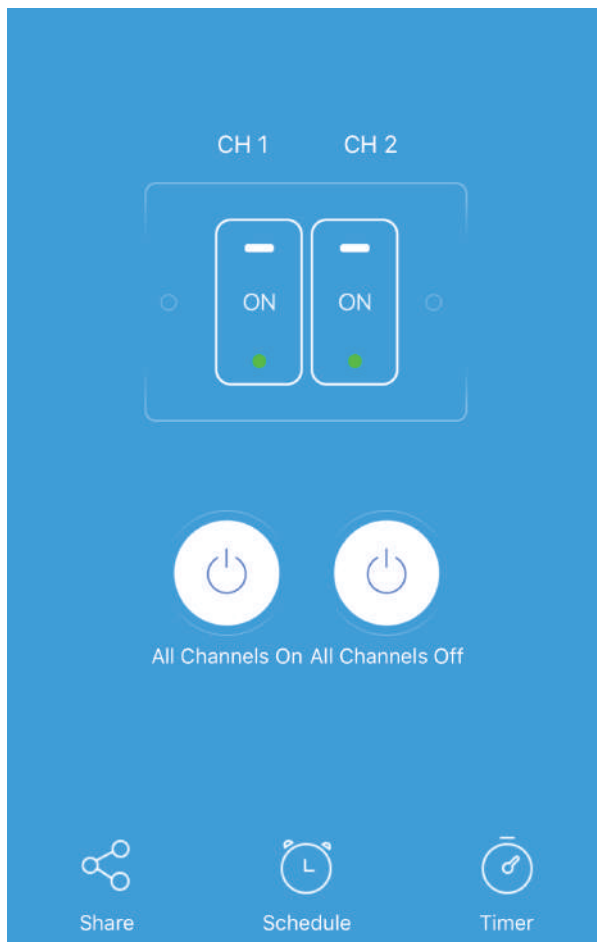 CH 1 CH 2
ON ON
All Channels On All Channels Off
Share Schedule Timer